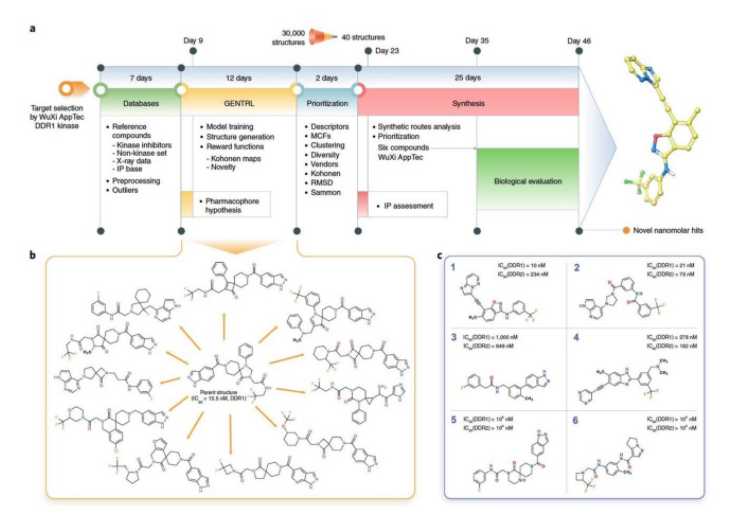 a
30,000
structures
40 structures
Day 9
Day 23
Day 35
Day 46
7 days
12 days
2 days
25 days
Target selection
by WuXi AppTec
DDR1 kinase
Databases
GENTRL
Prioritization
Synthesis
• Reference
compounds
- Kinase inhibitors
- Non-kinase set
- X-ray data
- IP base
• Preprocessing
• Outliers
• Model training
• Structure generation
• Reward functions
- Kohonen maps
- Novelty
• Pharmacophore
hypothesis
• Descriptors
• MCFs
• Clustering
• Diversity
• Vendors
• Kohonen
• RMSD
• Sammon
• Synthetic routes analysis
• Prioritization
Six compounds
WuXi AppTec
• IP assessment
Biological evaluation
Novel nanomolar hits
b
Parent structure
(IC50 = 15.5 nM, DDR1)
c
1
IC50(DDR1) = 10 nM
IC50(DDR2) = 234 nM
2
IC50(DDR1) = 21 nM
IC50(DDR2) = 76 nM
3
IC50(DDR1) = 1,000 nM
IC50(DDR2) = 649 nM
4
IC50(DDR1) = 278 nM
IC50(DDR2) = 162 nM
5
IC50(DDR1) > 10⁴ nM
IC50(DDR2) > 10⁴ nM
6
IC50(DDR1) > 10⁴ nM
IC50(DDR2) > 10⁴ nM